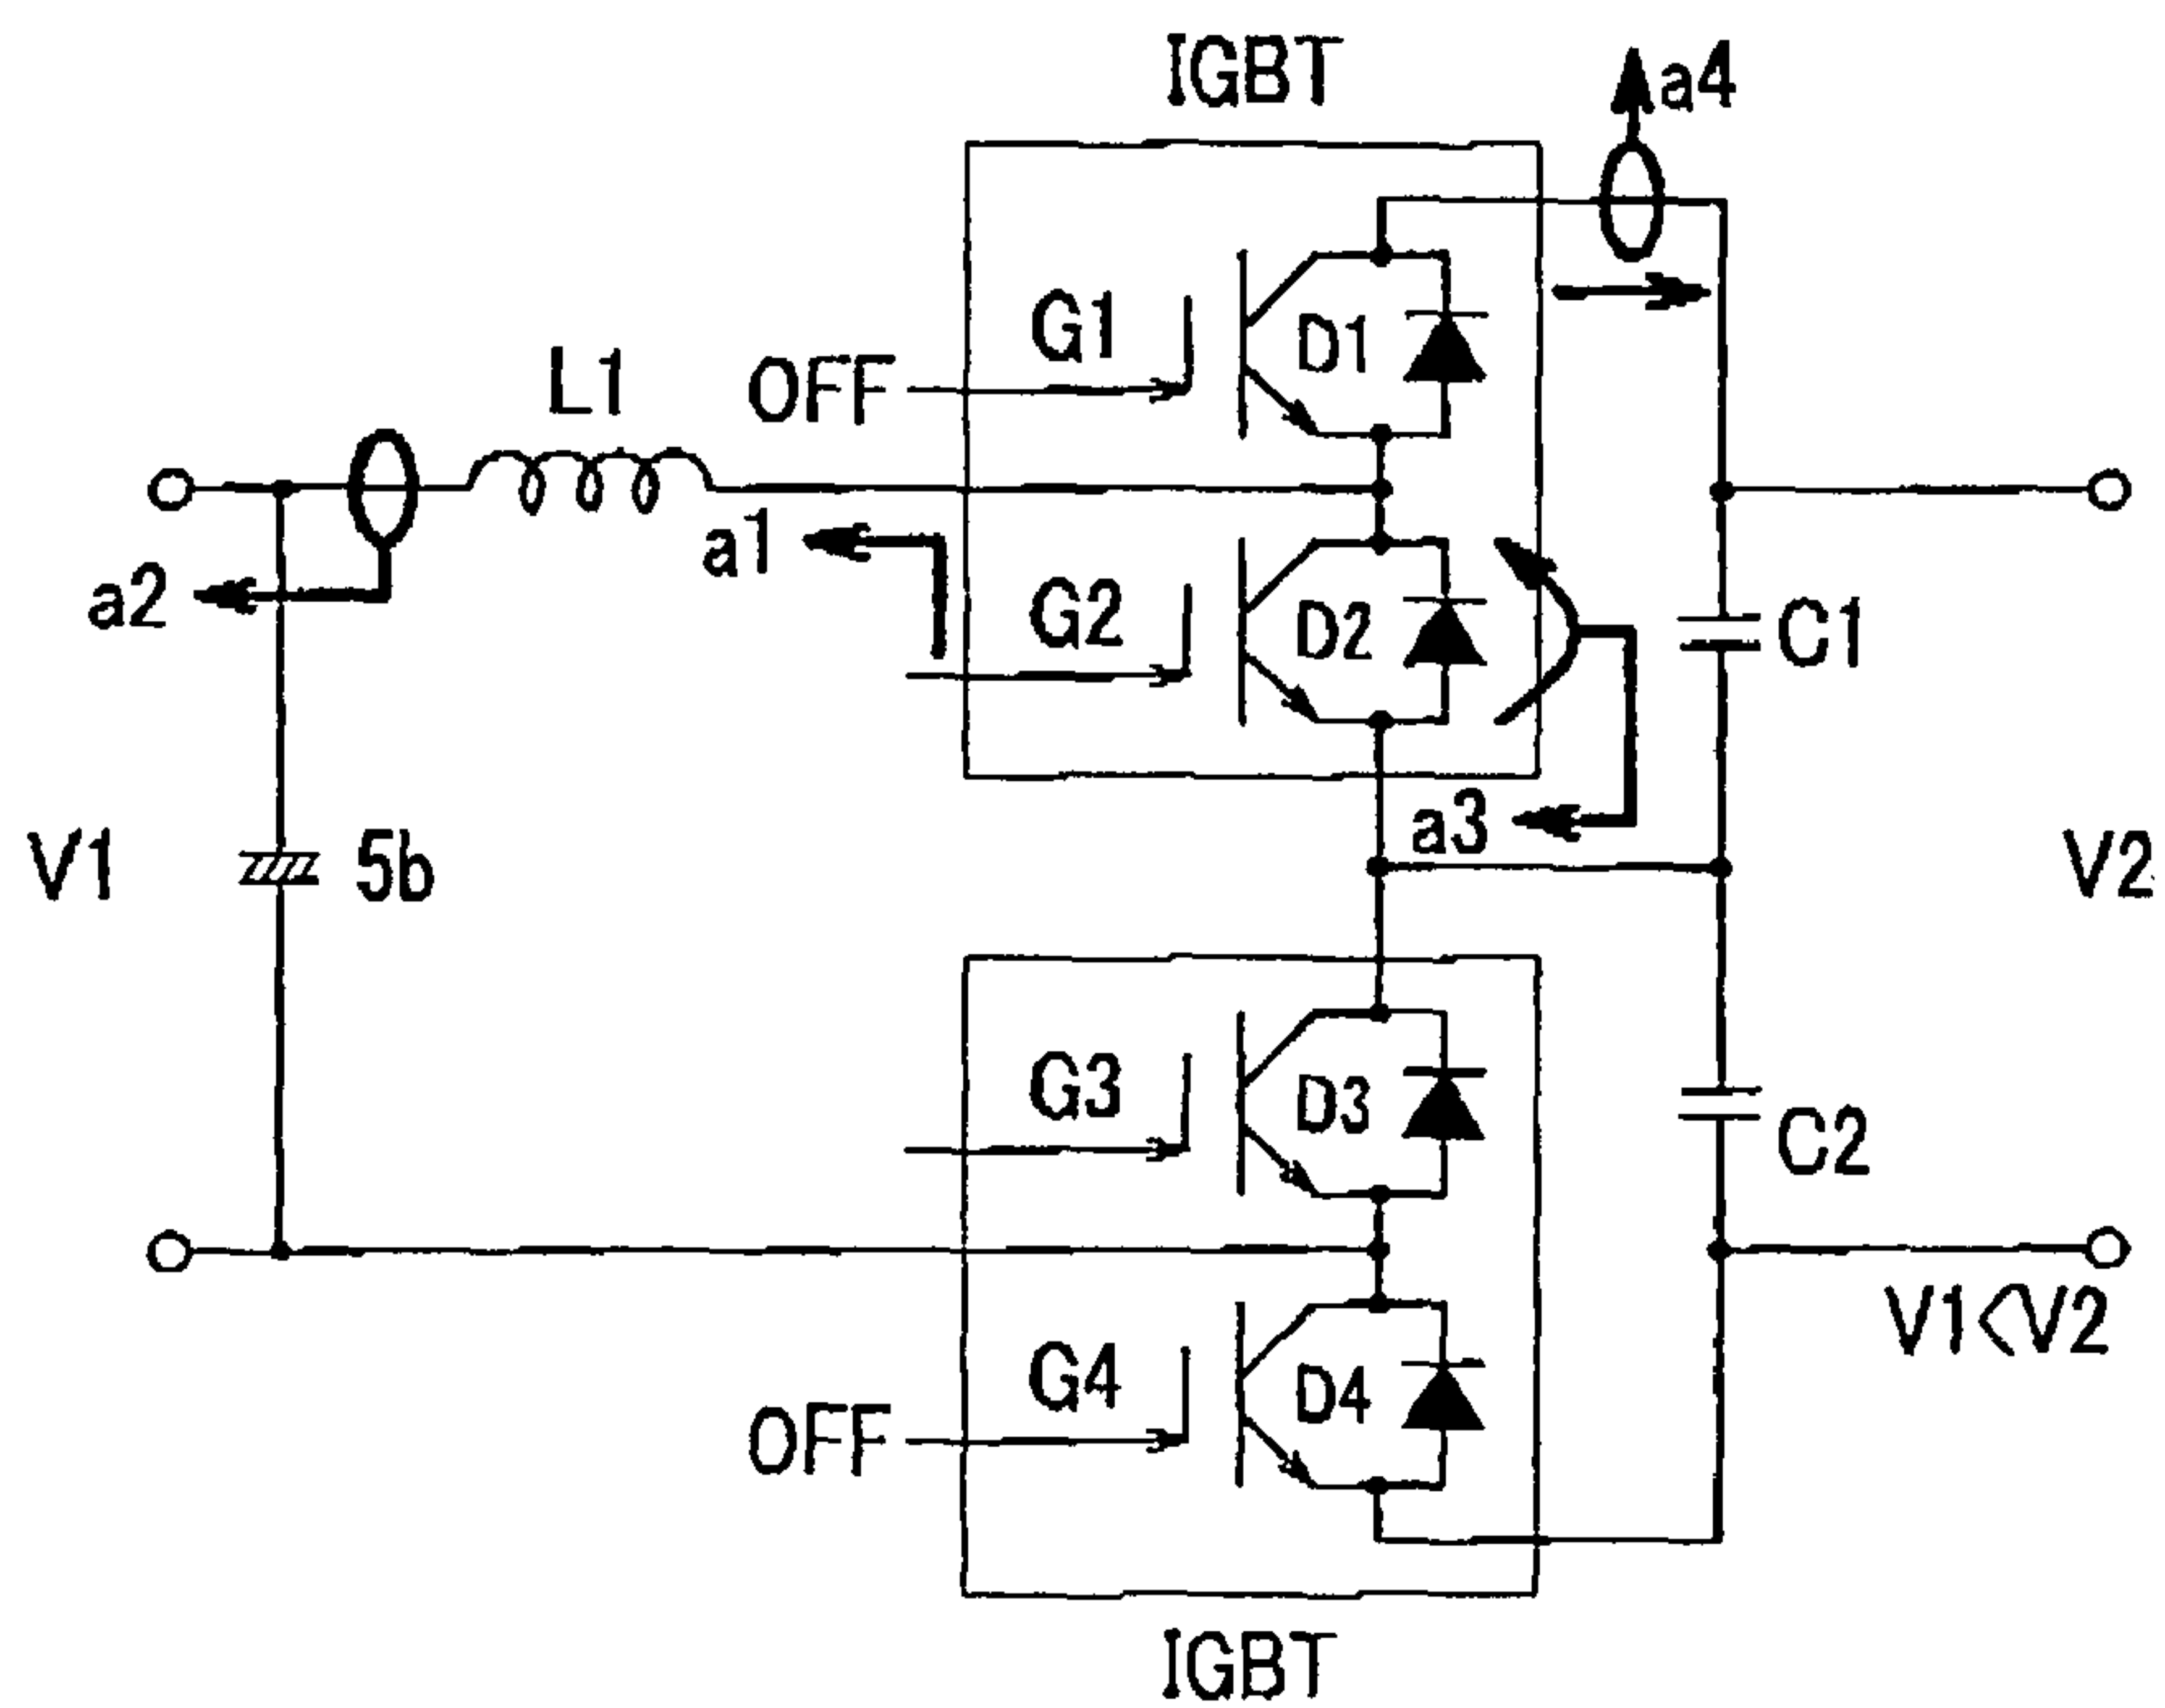 IGBT
a4
G1
D1
OFF
L1
a1
a2
G2
D2
C1
a3
V1
5b
V2
G3
D3
C2
G4
D4
V1<V2
OFF
IGBT